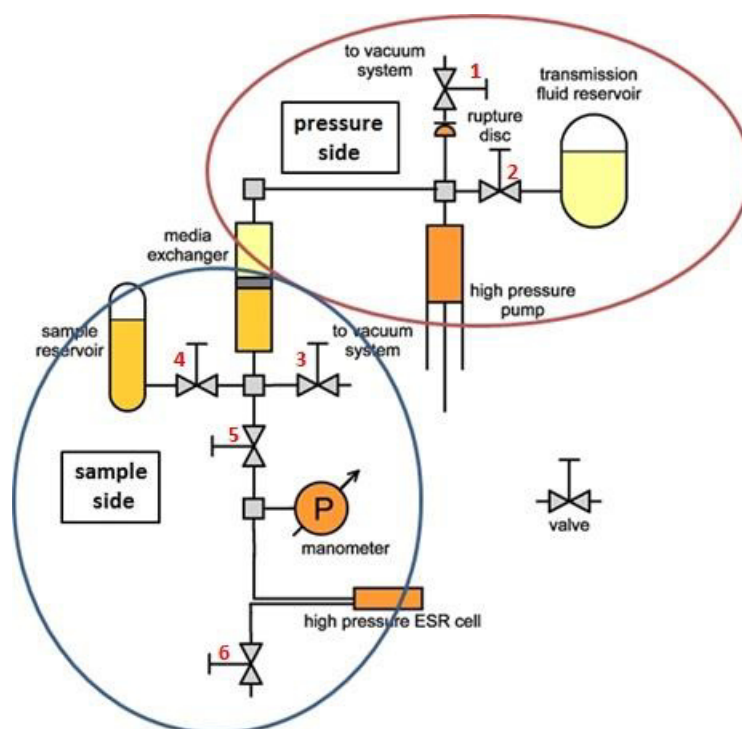 to vacuum
system
1
transmission
fluid reservoir
rupture
disc
pressure
side
2
media
exchanger
high pressure
pump
sample
reservoir
to vacuum
system
4
3
5
sample
side
P
manometer
valve
high pressure ESR cell
6